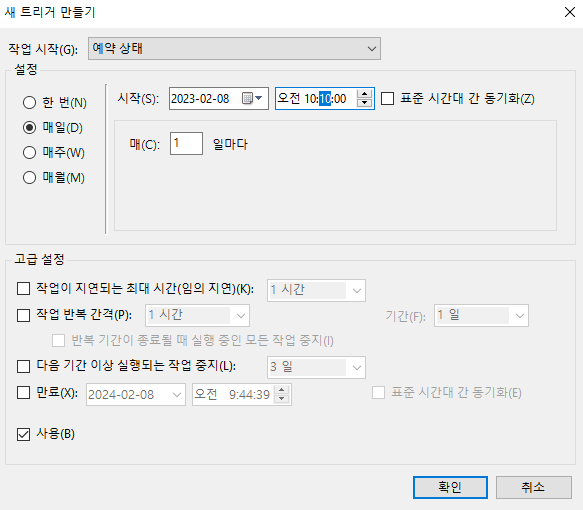 새 트리거 만들기
작업 시작(G): 예약 상태
설정
한 번(N)
매일(D)
매주(W)
매월(M)
시작(S): 2023-02-08 오전 10:10:00 표준 시간대 간 동기화(Z)
매(C): 1 일마다
고급 설정
작업이 지연되는 최대 시간(임의 지연)(K): 1 시간
작업 반복 간격(P): 1 시간 기간(F): 1 일
반복 기간이 종료될 때 실행 중인 모든 작업 중지(I)
다음 기간 이상 실행되는 작업 중지(L): 3 일
만료(X): 2024-02-08 오전 9:44:39 표준 시간대 간 동기화(E)
사용(B)
확인 취소